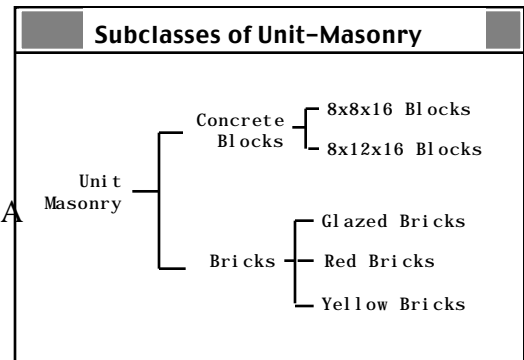 Subclasses of Unit-Masonry
Concrete
Blocks
8x8x16 Blocks
8x12x16 Blocks
Unit
Masonry
A
Bricks
Glazed Bricks
Red Bricks
Yellow Bricks